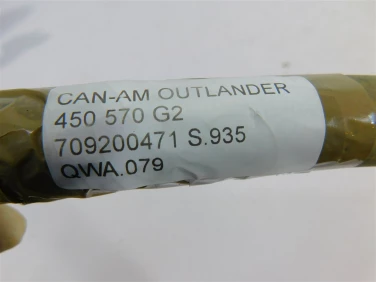 CAN-AM OUTLANDER
450 570 G2
709200471 S.935
QWA.079